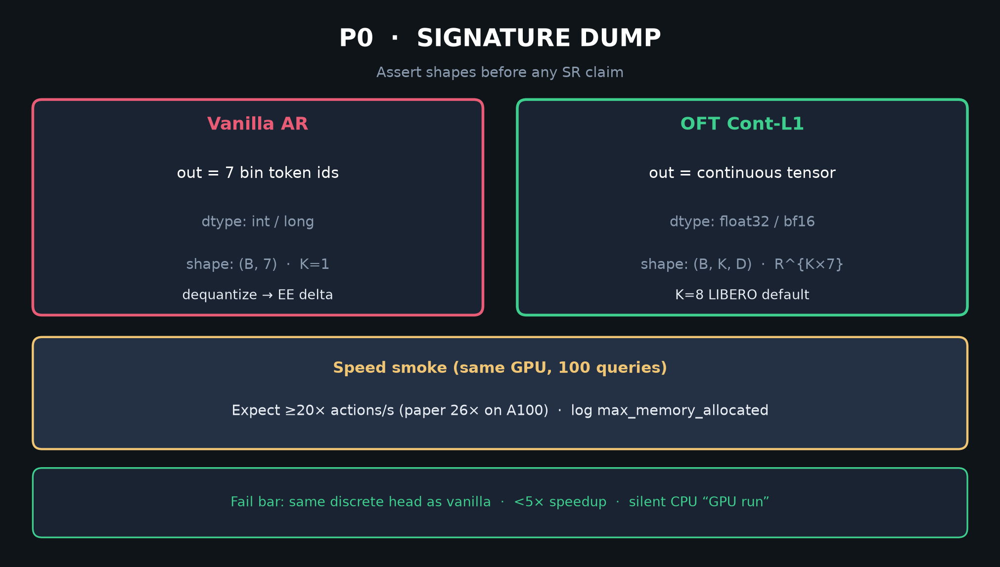 P0 · SIGNATURE DUMP
Assert shapes before any SR claim
Vanilla AR
out = 7 bin token ids
dtype: int / long
shape: (B, 7) · K=1
dequantize → EE delta
OFT Cont-L1
out = continuous tensor
dtype: float32 / bf16
shape: (B, K, D) · R^{K×7}
K=8 LIBERO default
Speed smoke (same GPU, 100 queries)
Expect ≥20× actions/s (paper 26× on A100) · log max_memory_allocated
Fail bar: same discrete head as vanilla · <5× speedup · silent CPU “GPU run”